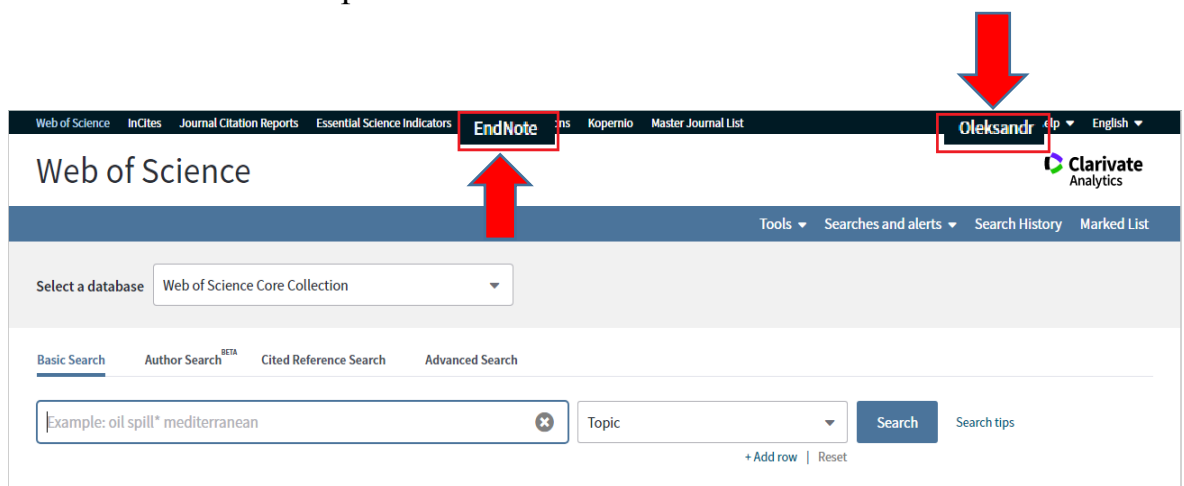 Web of Science InCites Journal Citation Reports Essential Science Indicators EndNote ns Kopernio Master Journal List Oleksandr elp English
Web of Science
Clarivate
Analytics
Tools Searches and alerts Search History Marked List
Select a database Web of Science Core Collection
Basic Search Author Search BETA Cited Reference Search Advanced Search
Example: oil spill* mediterranean Topic Search Search tips
+ Add row | Reset